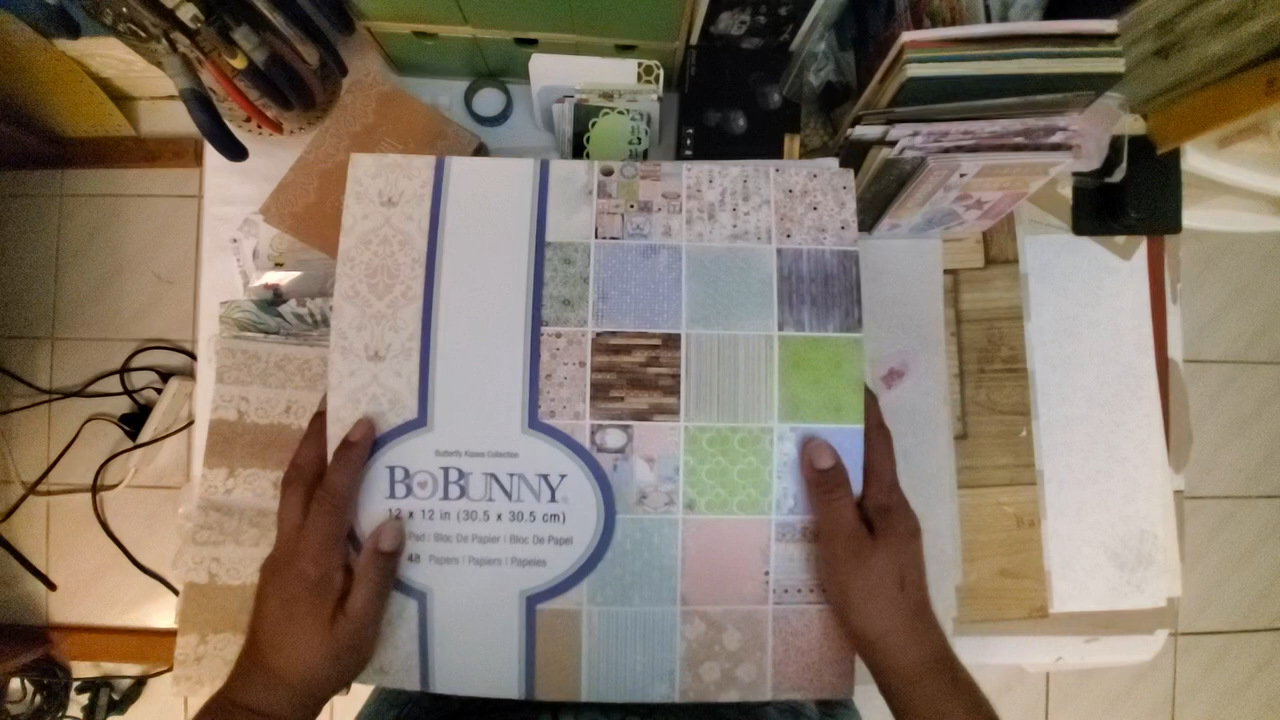 Butterfly Kisses Collection
BOBUNNY®
12 x 12 in (30.5 x 30.5 cm)
Pad | Bloc De Papier | Bloc De Papel
48 Papers | Papiers | Papeles